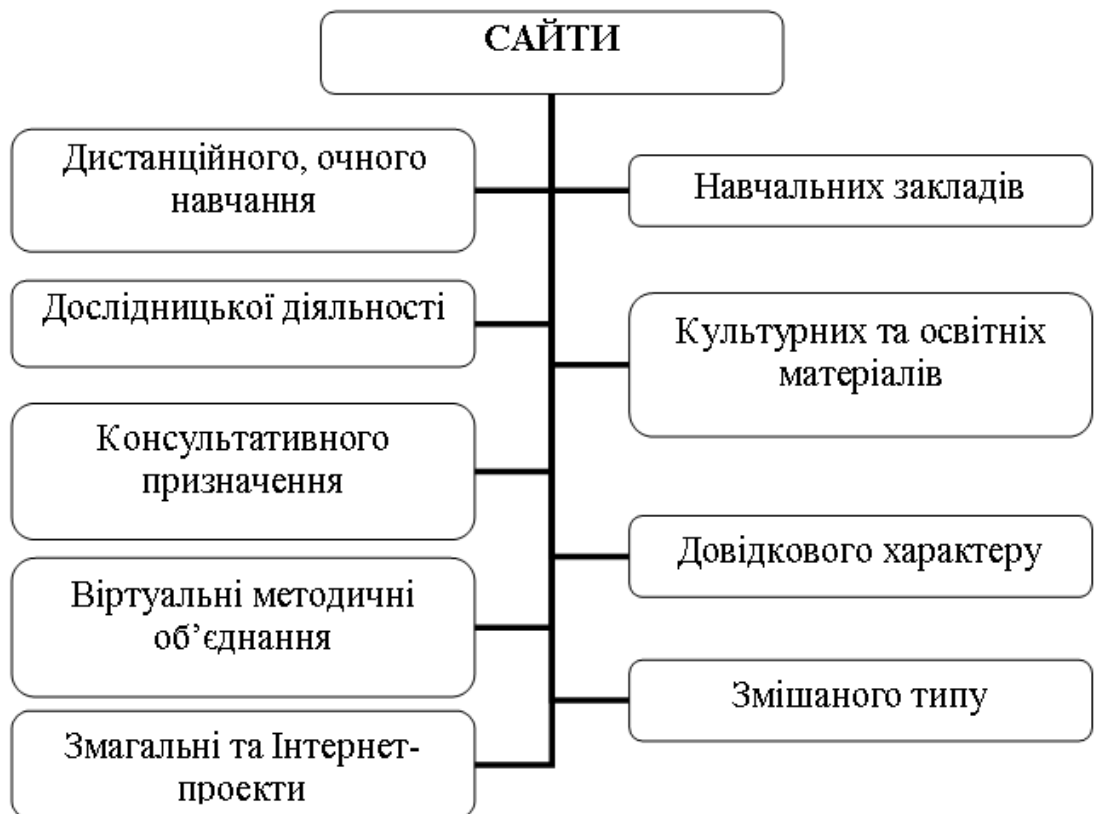 САЙТИ
Дистанційного, очного
навчання
Навчальних закладів
Дослідницької діяльності
Культурних та освітніх
матеріалів
Консультативного
призначення
Довідкового характеру
Віртуальні методичні
об’єднання
Змішаного типу
Змагальні та Інтернет-
проекти